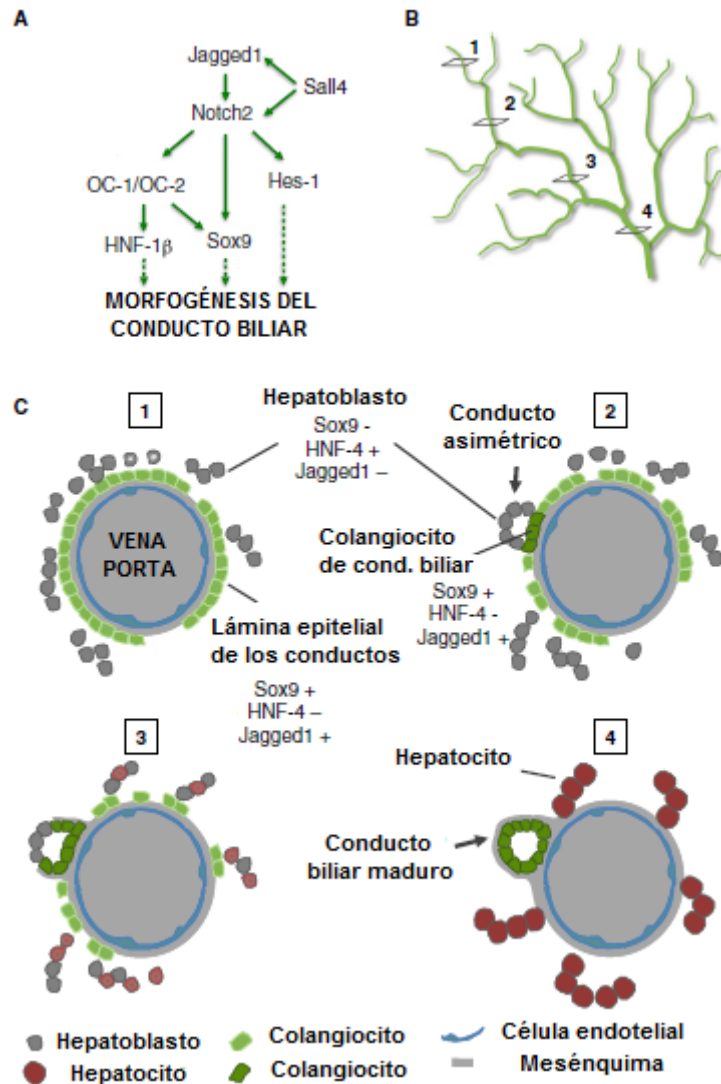 A
Jagged1
Sall4
Notch2
OC-1/OC-2
Hes-1
HNF-1β
Sox9
MORFOGÉNESIS DEL
CONDUCTO BILIAR
B
1
2
3
4
C
1
Hepatoblasto
Sox9 -
HNF-4 +
Jagged1 –
Conducto
asimétrico
2
VENA
PORTA
Colangiocito
de cond. biliar
Sox9 +
HNF-4 -
Jagged1 +
Lámina epitelial
de los conductos
Sox9 +
HNF-4 –
Jagged1 +
3
4
Hepatocito
Conducto
biliar maduro
Hepatoblasto
Colangiocito
Célula endotelial
Hepatocito
Colangiocito
Mesénquima